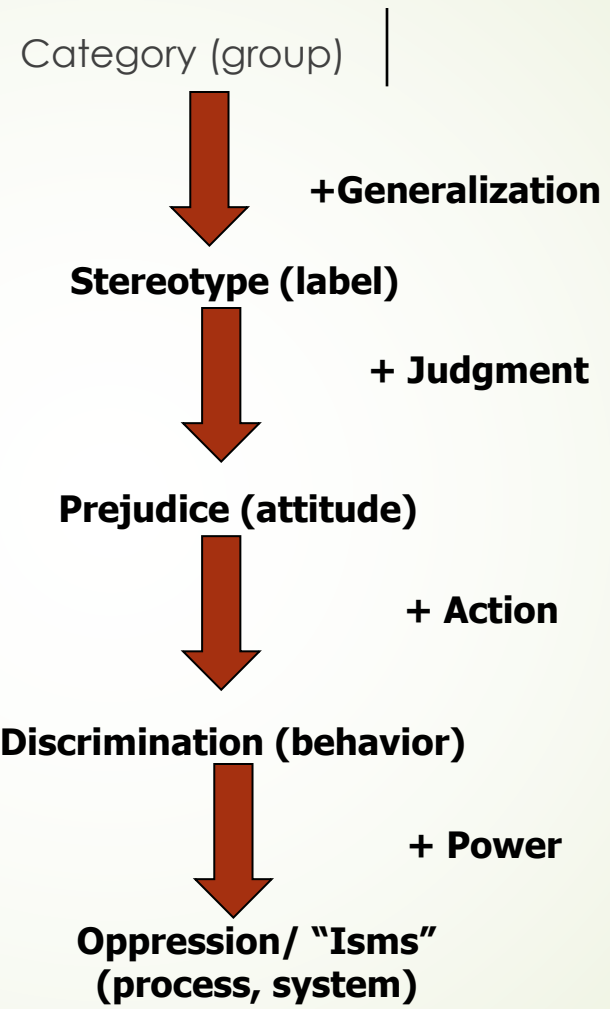 Category (group)
+Generalization
Stereotype (label)
+ Judgment
Prejudice (attitude)
+ Action
Discrimination (behavior)
+ Power
Oppression/ “Isms”
(process, system)